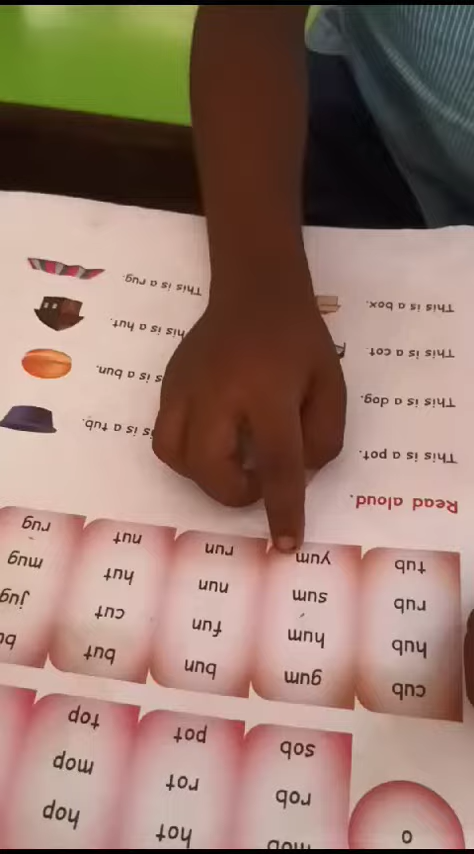 o
mob
hot
hop
rob
rot
mop
sob
pot
top
cub
gum
bun
but
hub
hum
fun
cut
jug
rub
sum
nun
hut
mug
tub
yum
run
nut
rug
Read aloud.
This is a pot.
This is a tub.
This is a dog.
is a bun.
This is a cot.
is a hut.
This is a box.
This is a rug.